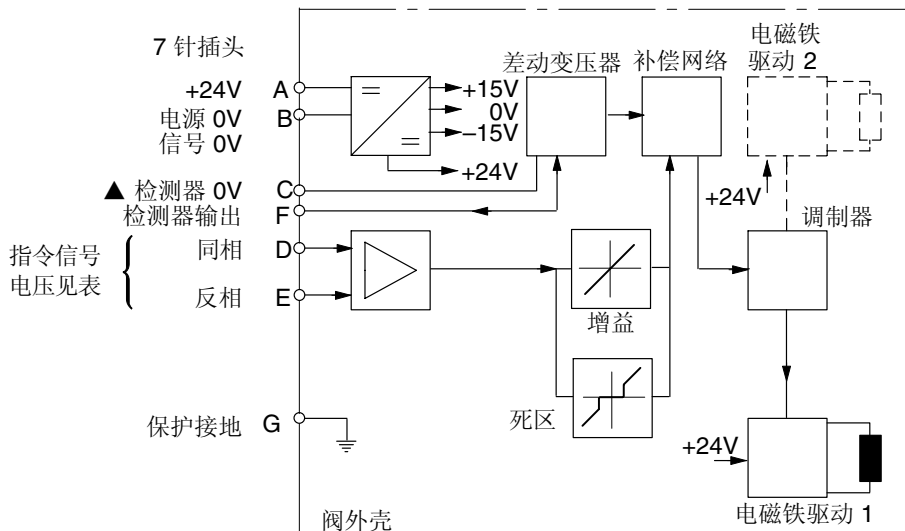 7 针插头
+24V A
电源 0V B
信号 0V
▲ 检测器 0V C
检测器输出 F
指令信号
电压见表
同相 D
反相 E
保护接地 G
+15V
0V
–15V
+24V
差动变压器
补偿网络
电磁铁
驱动 2
+24V
调制器
增益
死区
+24V
电磁铁驱动 1
阀外壳